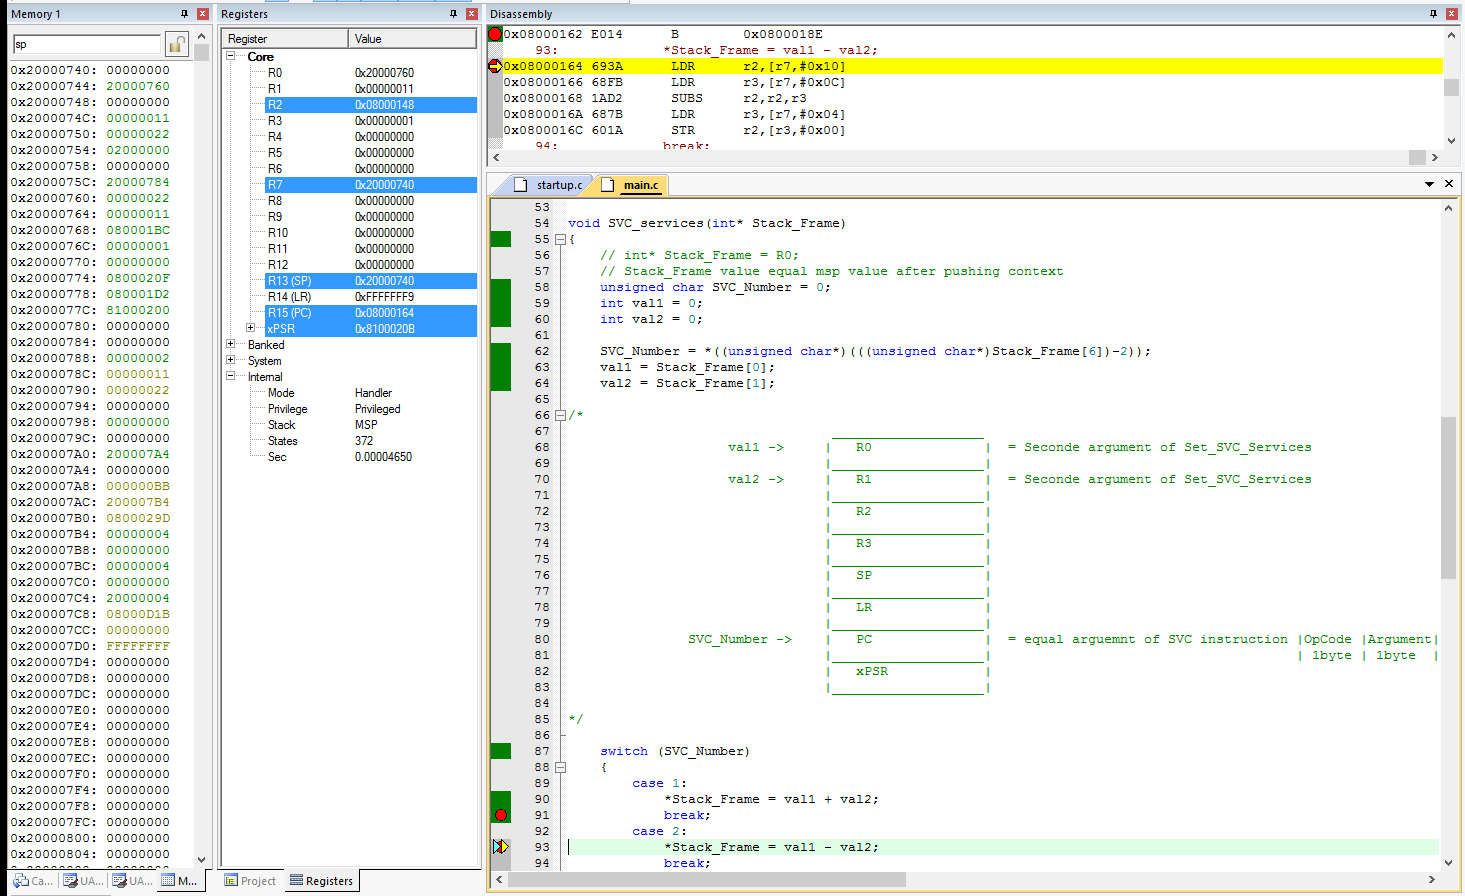 Memory 1
sp
0x20000740: 00000000
0x20000744: 20000760
0x20000748: 00000000
0x2000074C: 00000011
0x20000750: 00000022
0x20000754: 02000000
0x20000758: 00000000
0x2000075C: 20000784
0x20000760: 00000022
0x20000764: 00000011
0x20000768: 080001BC
0x2000076C: 00000001
0x20000770: 00000000
0x20000774: 0800020F
0x20000778: 080001D2
0x2000077C: 81000200
0x20000780: 00000000
0x20000784: 00000000
0x20000788: 00000002
0x2000078C: 00000011
0x20000790: 00000022
0x20000794: 00000000
0x20000798: 00000000
0x2000079C: 00000000
0x200007A0: 200007A4
0x200007A4: 00000000
0x200007A8: 000000BB
0x200007AC: 200007B4
0x200007B0: 0800029D
0x200007B4: 00000004
0x200007B8: 00000000
0x200007BC: 00000004
0x200007C0: 00000000
0x200007C4: 20000004
0x200007C8: 08000D1B
0x200007CC: 00000000
0x200007D0: FFFFFFFF
0x200007D4: 00000000
0x200007D8: 00000000
0x200007DC: 00000000
0x200007E0: 00000000
0x200007E4: 00000000
0x200007E8: 00000000
0x200007EC: 00000000
0x200007F0: 00000000
0x200007F4: 00000000
0x200007F8: 00000000
0x200007FC: 00000000
0x20000800: 00000000
0x20000804: 00000000
Ca... UA... UA... M...
Registers
Register Value
Core
R0 0x20000760
R1 0x00000011
R2 0x08000148
R3 0x00000001
R4 0x00000000
R5 0x00000000
R6 0x00000000
R7 0x20000740
R8 0x00000000
R9 0x00000000
R10 0x00000000
R11 0x00000000
R12 0x00000000
R13 (SP) 0x20000740
R14 (LR) 0xFFFFFFF9
R15 (PC) 0x08000164
xPSR 0x8100020B
Banked
System
Internal
Mode Handler
Privilege Privileged
Stack MSP
States 372
Sec 0.00004650
Project Registers
Disassembly
0x08000162 E014 B 0x0800018E
93: *Stack_Frame = val1 - val2;
0x08000164 693A LDR r2,[r7,#0x10]
0x08000166 68FB LDR r3,[r7,#0x0C]
0x08000168 1AD2 SUBS r2,r2,r3
0x0800016A 687B LDR r3,[r7,#0x04]
0x0800016C 601A STR r2,[r3,#0x00]
94: break;
startup.c main.c
53
54 void SVC_services(int* Stack_Frame)
55 {
56 // int* Stack_Frame = R0;
57 // Stack_Frame value equal msp value after pushing context
58 unsigned char SVC_Number = 0;
59 int val1 = 0;
60 int val2 = 0;
61
62 SVC_Number = *((unsigned char*)(((unsigned char*)Stack_Frame[6])-2));
63 val1 = Stack_Frame[0];
64 val2 = Stack_Frame[1];
65
66 /*
67 ___________________
68 val1 -> | R0 | = Seconde argument of Set_SVC_Services
69 |___________________|
70 val2 -> | R1 | = Seconde argument of Set_SVC_Services
71 |___________________|
72 | R2 |
73 |___________________|
74 | R3 |
75 |___________________|
76 | SP |
77 |___________________|
78 | LR |
79 |___________________|
80 SVC_Number -> | PC | = equal arguemnt of SVC instruction |OpCode |Argument|
81 |___________________| | 1byte | 1byte |
82 | xPSR |
83 |___________________|
84
85 */
86
87 switch (SVC_Number)
88 {
89 case 1:
90 *Stack_Frame = val1 + val2;
91 break;
92 case 2:
93 *Stack_Frame = val1 - val2;
94 break;